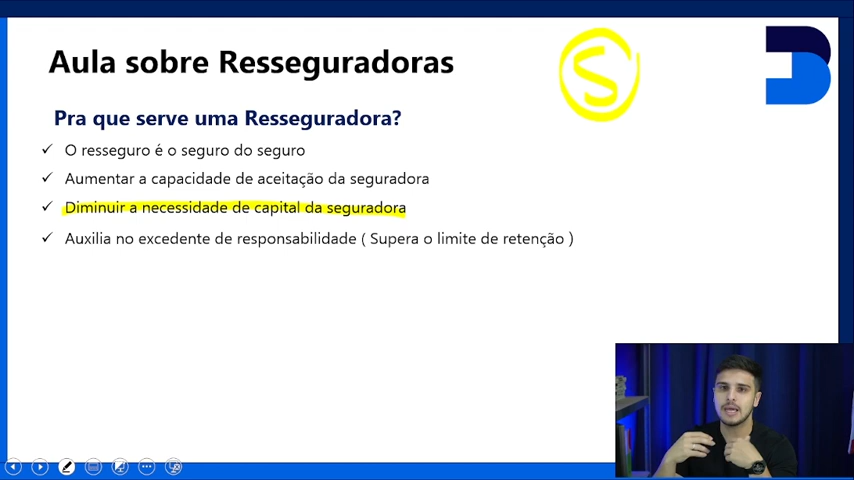 Aula sobre Resseguradoras
S
Pra que serve uma Resseguradora?
O resseguro é o seguro do seguro
Aumentar a capacidade de aceitação da seguradora
Diminuir a necessidade de capital da seguradora
Auxilia no excedente de responsabilidade ( Supera o limite de retenção )